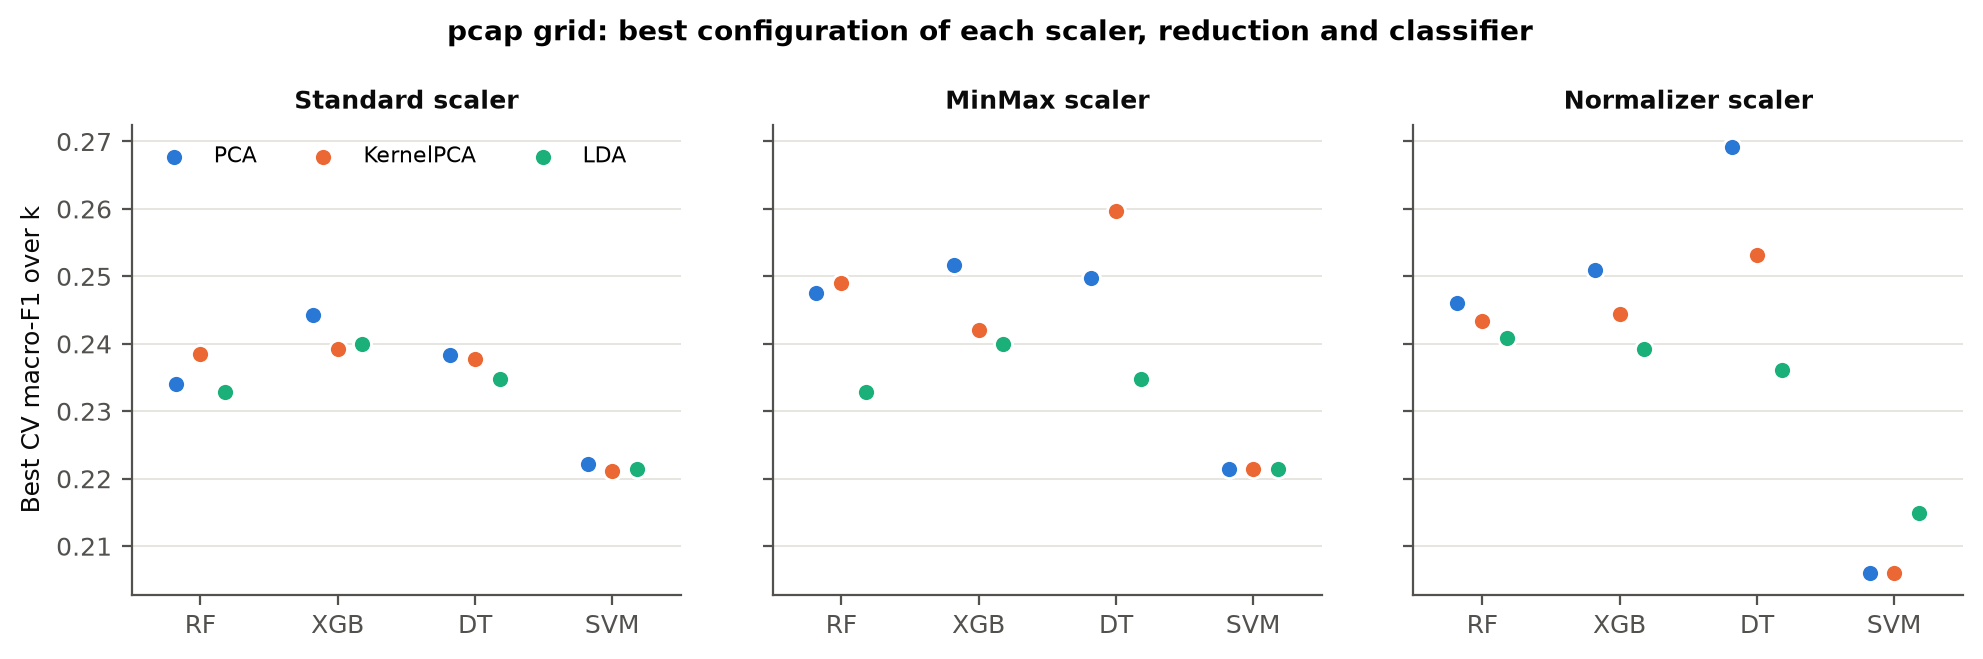 pcap grid: best configuration of each scaler, reduction and classifier
Standard scaler
MinMax scaler
Normalizer scaler
Best CV macro-F1 over k
0.27
0.26
0.25
0.24
0.23
0.22
0.21
PCA
KernelPCA
LDA
RF
XGB
DT
SVM
RF
XGB
DT
SVM
RF
XGB
DT
SVM